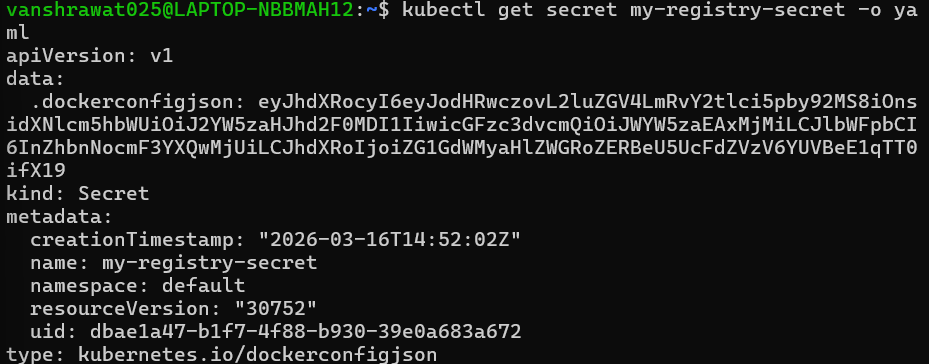 vanshrawat025@LAPTOP-NBBMAH12:~$ kubectl get secret my-registry-secret -o ya
ml
apiVersion: v1
data:
  .dockerconfigjson: eyJhdXRocyI6eyJodHRwczovL2luZGV4LmRvY2tlci5pby92MS8iOns
idXNlcm5hbWUiOiJ2YW5zaHJhd2F0MDI1IiwicGFzc3dvcmQiOiJWYW5zaEAxMjMiLCJlbWFpbCI
6InZhbnNocmF3YXQwMjUiLCJhdXRoIjoiZG1GdWMyaHlZWGRoZERBeU5UcFdZVzV6YUVBeE1qTT0
ifX19
kind: Secret
metadata:
  creationTimestamp: "2026-03-16T14:52:02Z"
  name: my-registry-secret
  namespace: default
  resourceVersion: "30752"
  uid: dbae1a47-b1f7-4f88-b930-39e0a683a672
type: kubernetes.io/dockerconfigjson